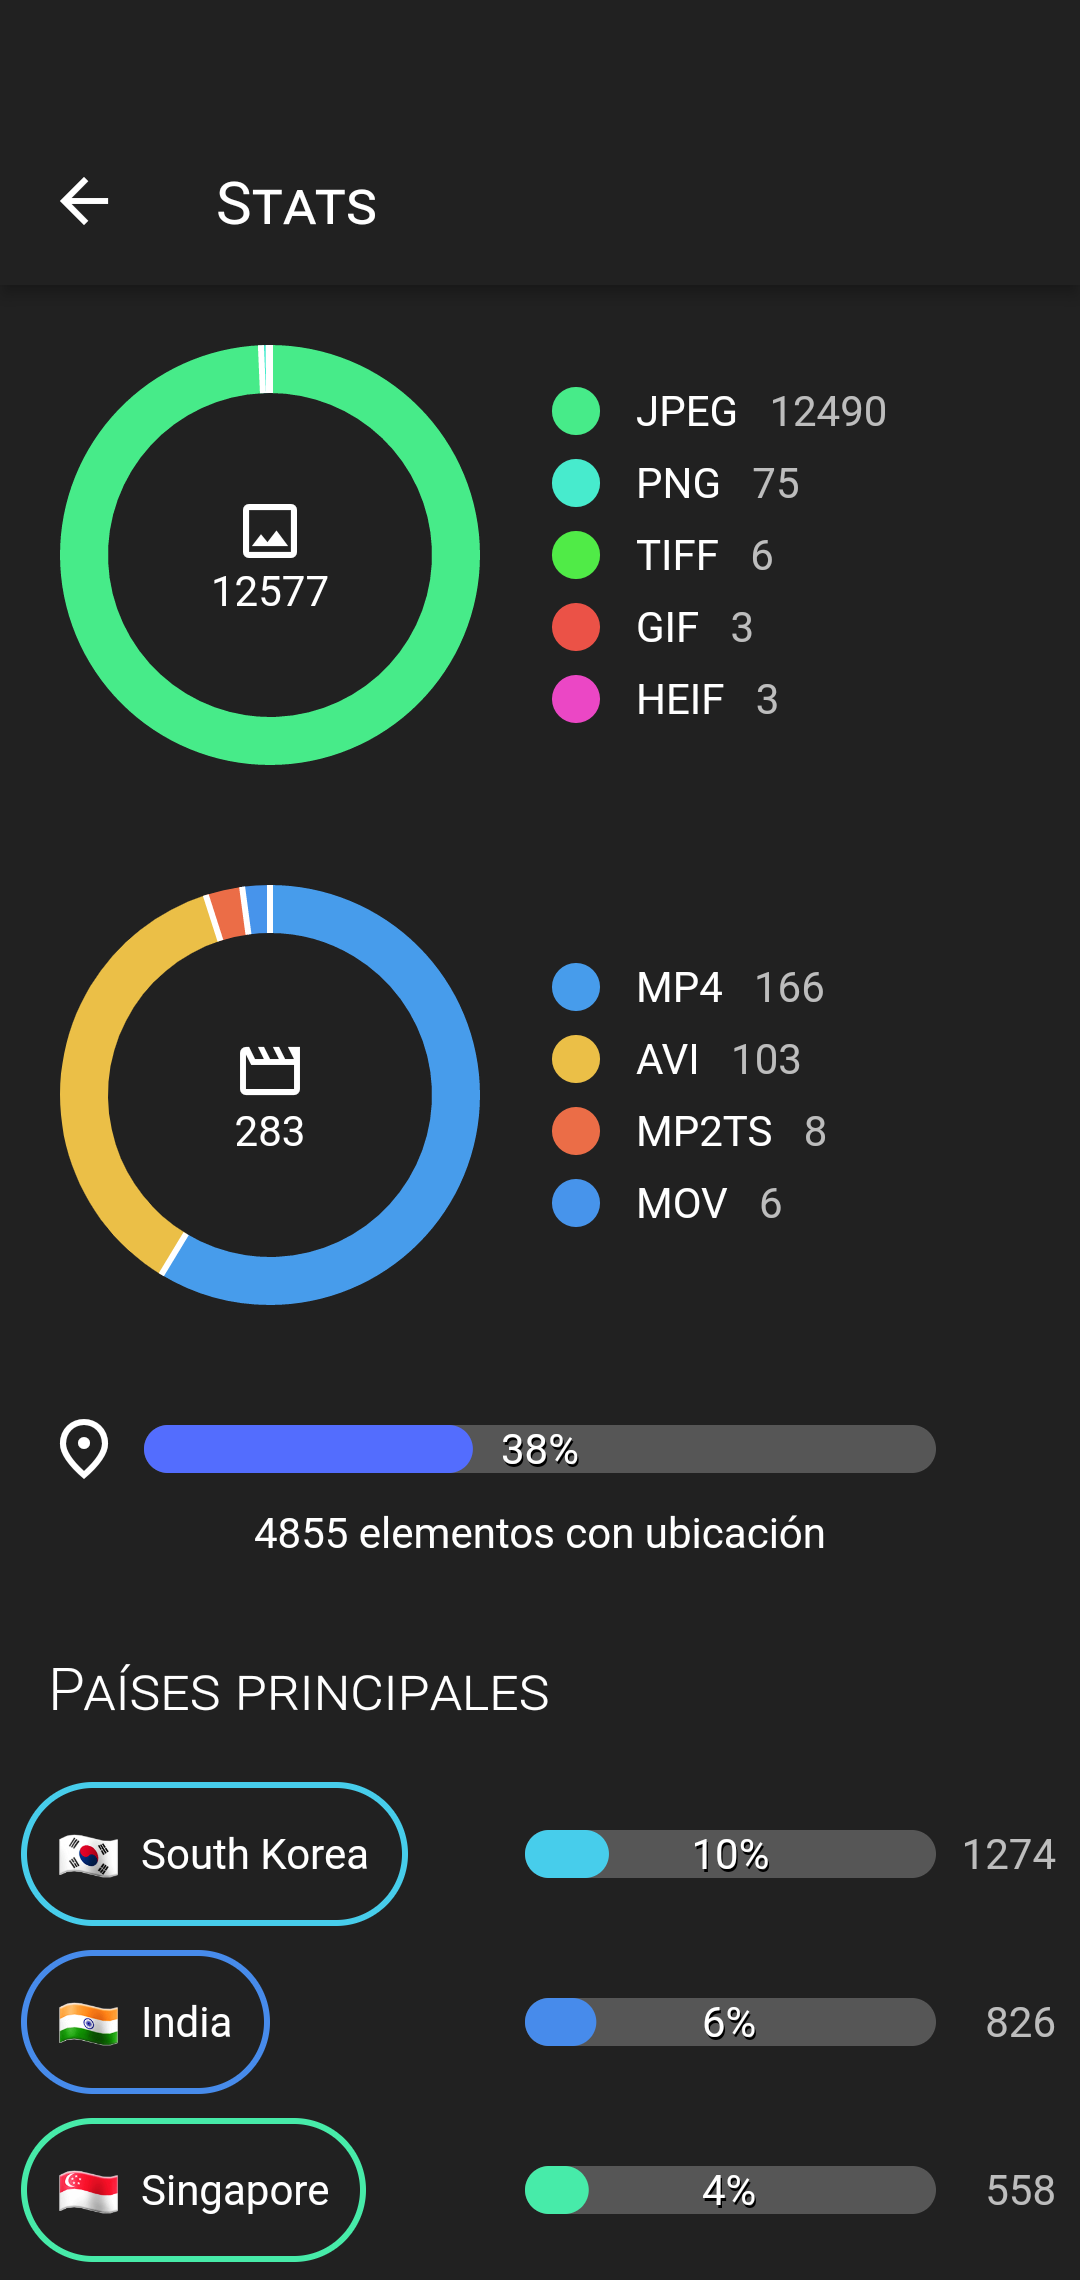 Stats
JPEG 12490
PNG 75
TIFF 6
GIF 3
HEIF 3
12577
MP4 166
AVI 103
MP2TS 8
MOV 6
283
38%
4855 elementos con ubicación
Países principales
South Korea 10% 1274
India 6% 826
Singapore 4% 558